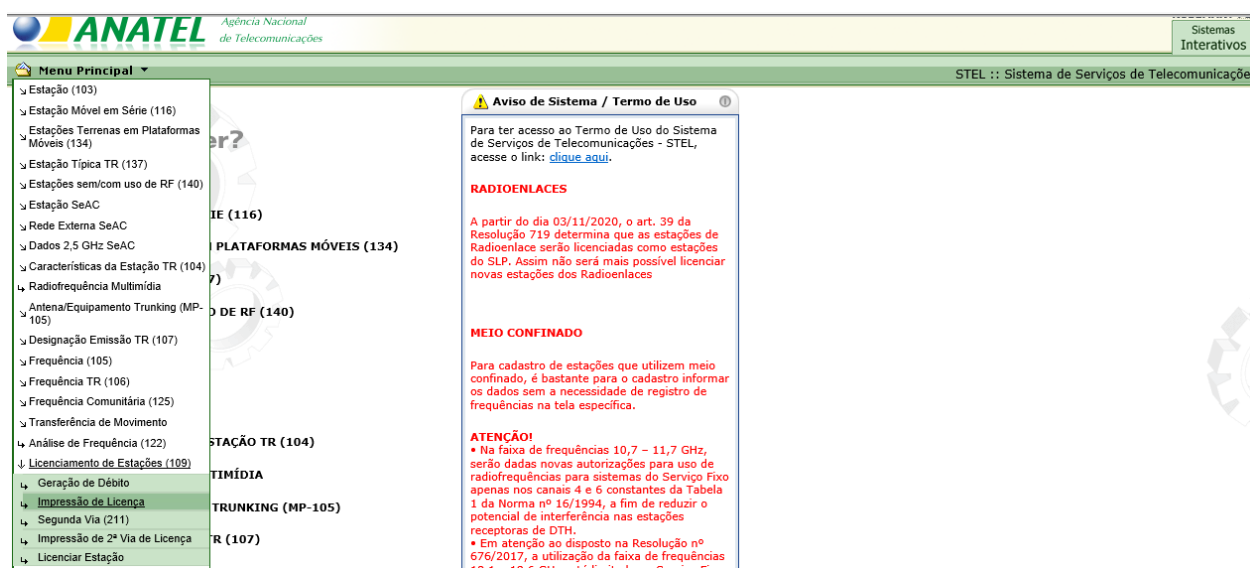 ANATEL
Agência Nacional
de Telecomunicações
Sistemas
Interativos
Menu Principal
STEL :: Sistema de Serviços de Telecomunicaçõe
Estação (103)
Estação Móvel em Série (116)
Estações Terrenas em Plataformas
Móveis (134)
Estação Típica TR (137)
Estações sem/com uso de RF (140)
Estação SeAC
Rede Externa SeAC
Dados 2,5 GHz SeAC
Características da Estação TR (104)
Radiofrequência Multimídia
Antena/Equipamento Trunking (MP-
105)
Designação Emissão TR (107)
Frequência (105)
Frequência TR (106)
Frequência Comunitária (125)
Transferência de Movimento
Análise de Frequência (122)
Licenciamento de Estações (109)
Geração de Débito
Impressão de Licença
Segunda Via (211)
Impressão de 2ª Via de Licença
Licenciar Estação
er?
IE (116)
PLATAFORMAS MÓVEIS (134)
7)
O DE RF (140)
STAÇÃO TR (104)
TIMÍDIA
TRUNKING (MP-105)
TR (107)
Aviso de Sistema / Termo de Uso
Para ter acesso ao Termo de Uso do Sistema
de Serviços de Telecomunicações - STEL,
acesse o link: clique aqui.
RADIOENLACES
A partir do dia 03/11/2020, o art. 39 da
Resolução 719 determina que as estações de
Radioenlace serão licenciadas como estações
do SLP. Assim não será mais possível licenciar
novas estações dos Radioenlaces
MEIO CONFINADO
Para cadastro de estações que utilizem meio
confinado, é bastante para o cadastro informar
os dados sem a necessidade de registro de
frequências na tela específica.
ATENÇÃO!
• Na faixa de frequências 10,7 – 11,7 GHz,
serão dadas novas autorizações para uso de
radiofrequências para sistemas do Serviço Fixo
apenas nos canais 4 e 6 constantes da Tabela
1 da Norma nº 16/1994, a fim de reduzir o
potencial de interferência nas estações
receptoras de DTH.
• Em atenção ao disposto na Resolução nº
676/2017, a utilização da faixa de frequências